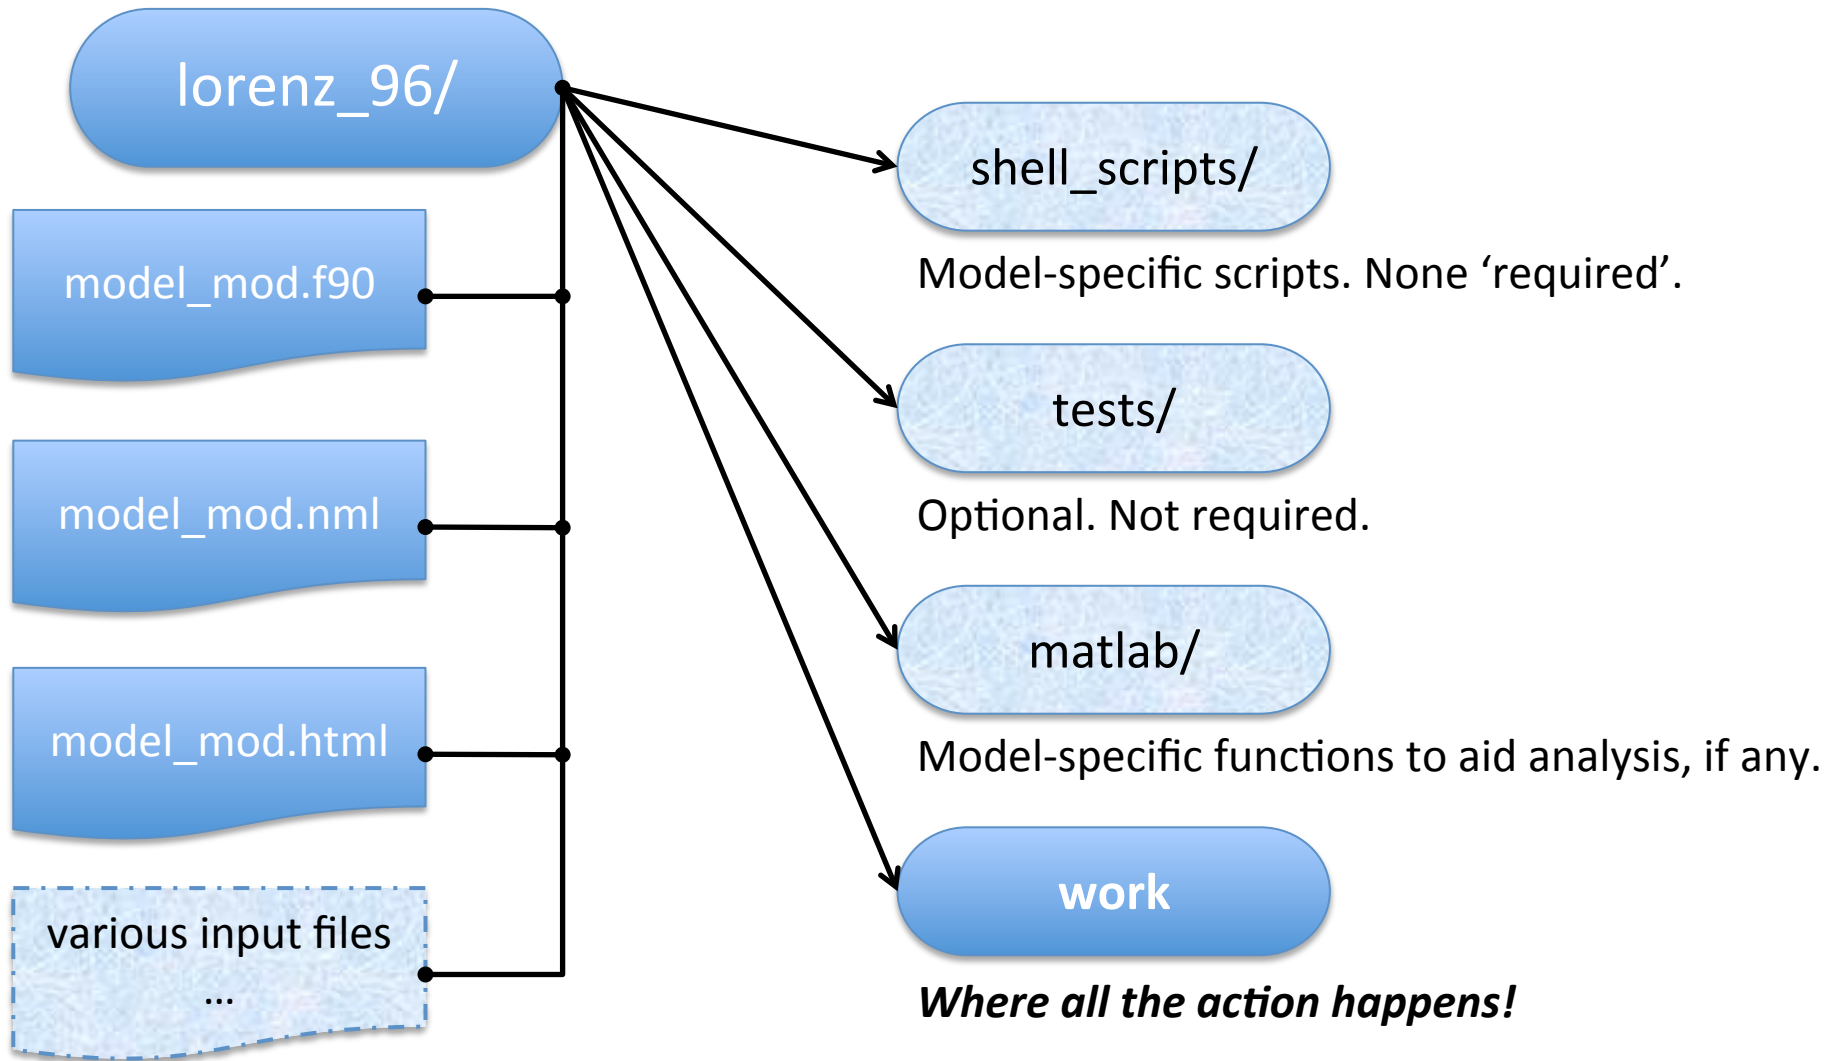 lorenz_96/
model_mod.f90
model_mod.nml
model_mod.html
various input files
…
shell_scripts/
Model-specific scripts. None ‘required’.
tests/
Optional. Not required.
matlab/
Model-specific functions to aid analysis, if any.
work
Where all the action happens!